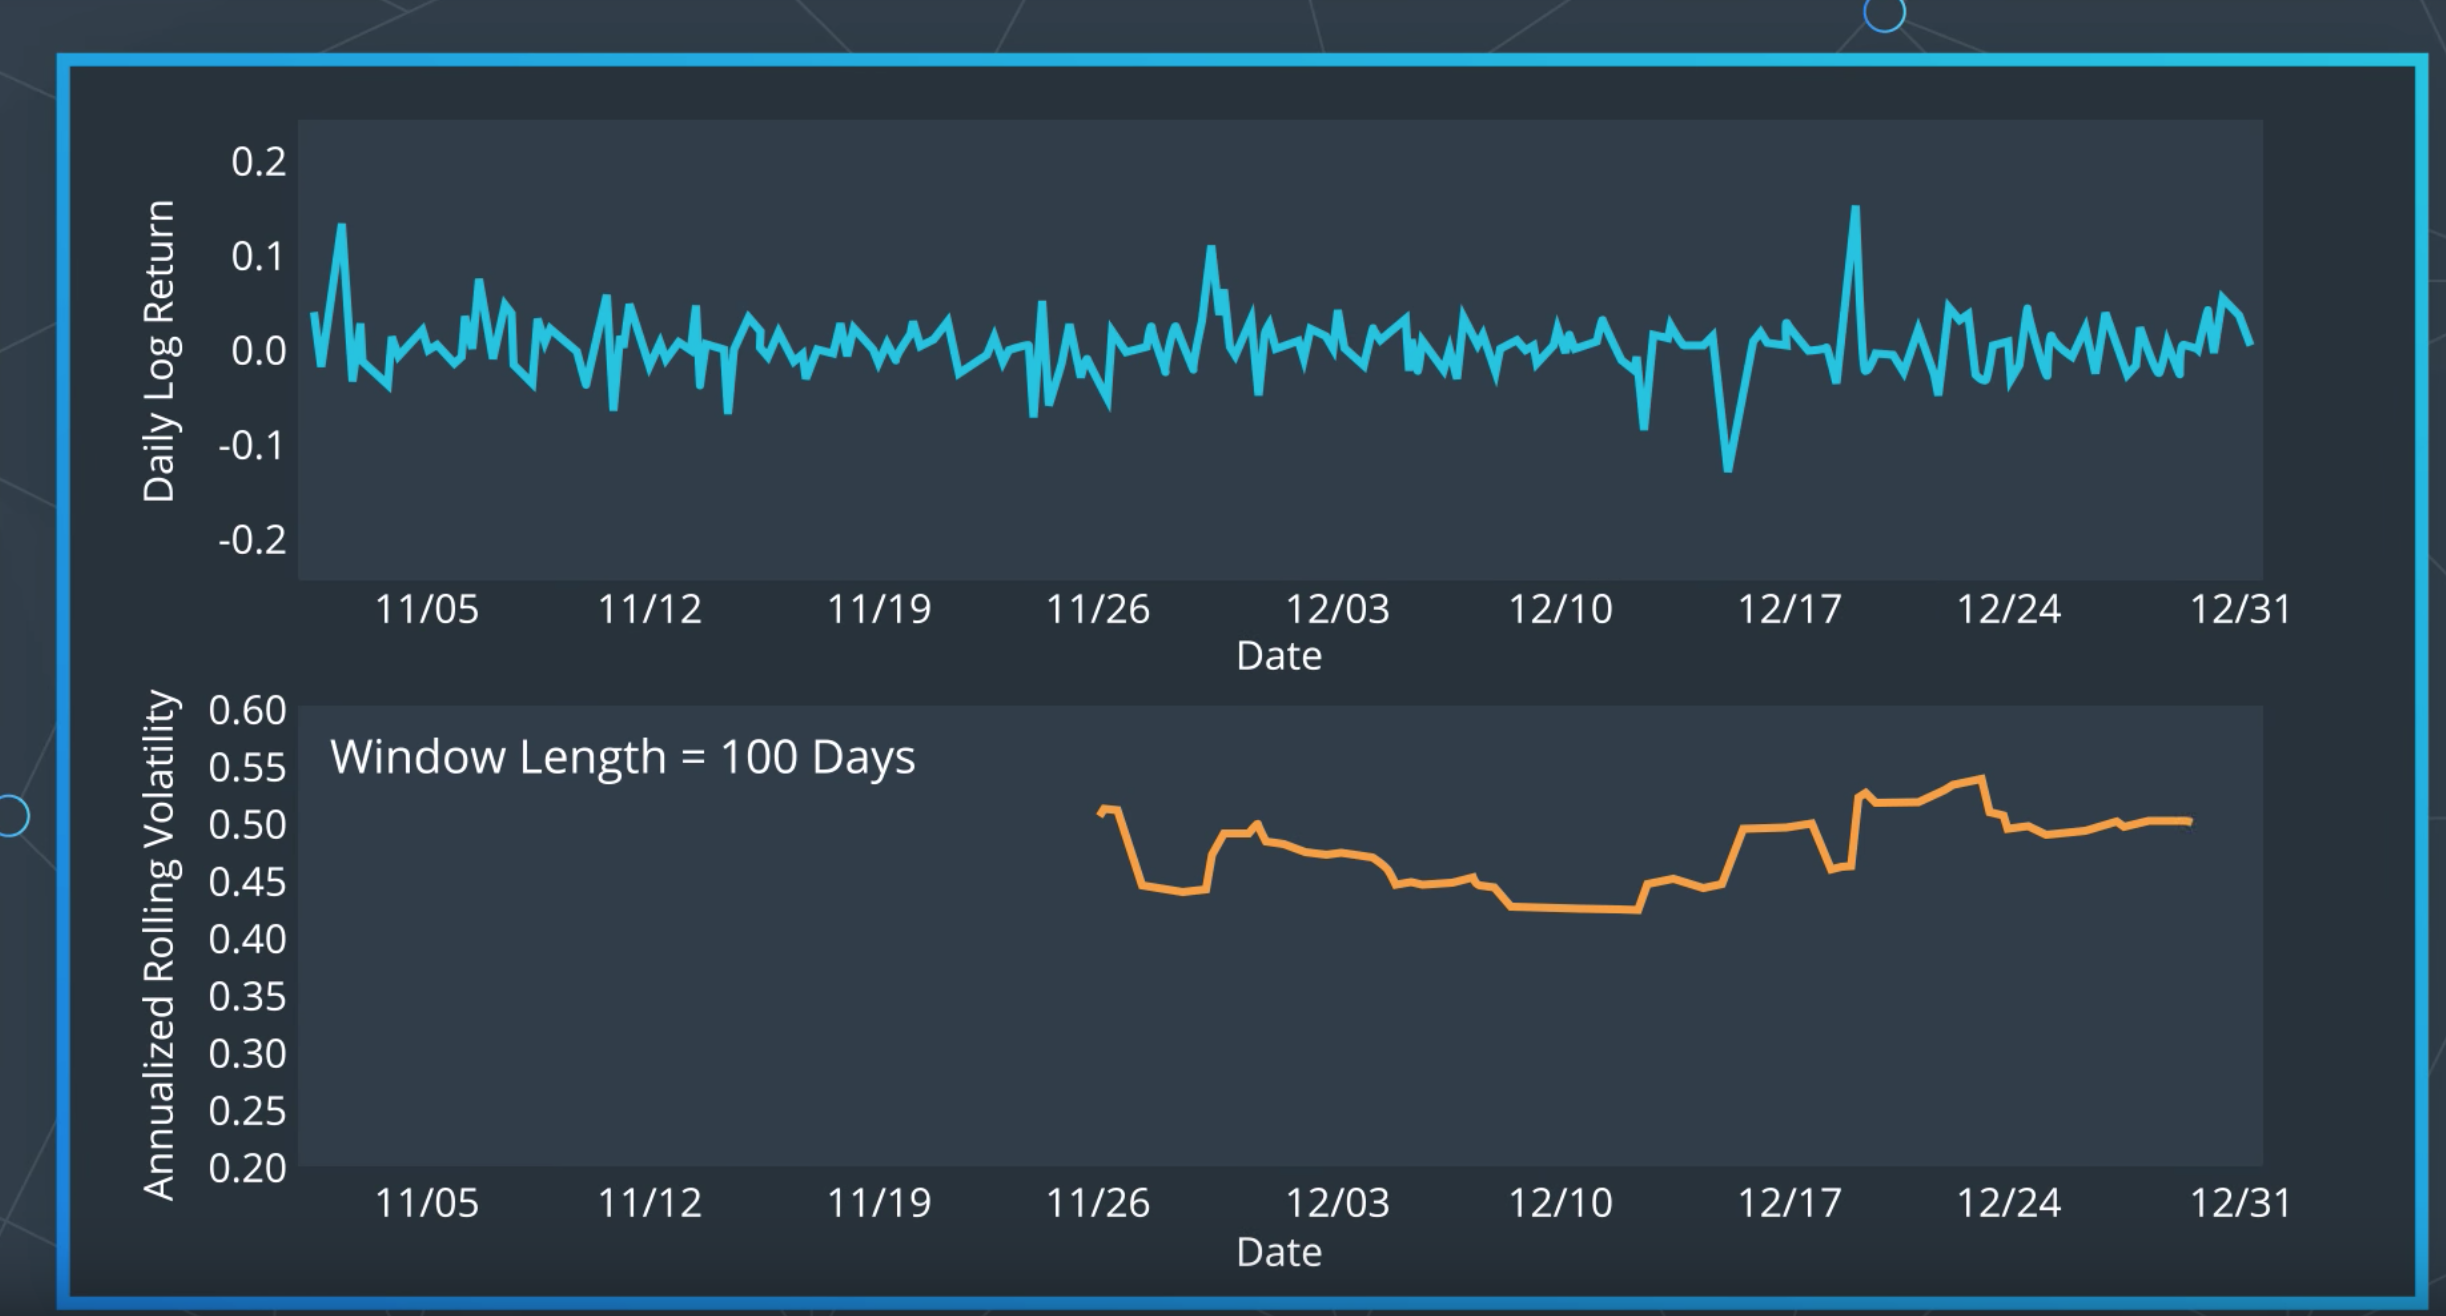 Daily Log Return
0.2
0.1
0.0
-0.1
-0.2
11/05 11/12 11/19 11/26 12/03 12/10 12/17 12/24 12/31
Date
Annualized Rolling Volatility
0.60
0.55
0.50
0.45
0.40
0.35
0.30
0.25
0.20
Window Length = 100 Days
11/05 11/12 11/19 11/26 12/03 12/10 12/17 12/24 12/31
Date